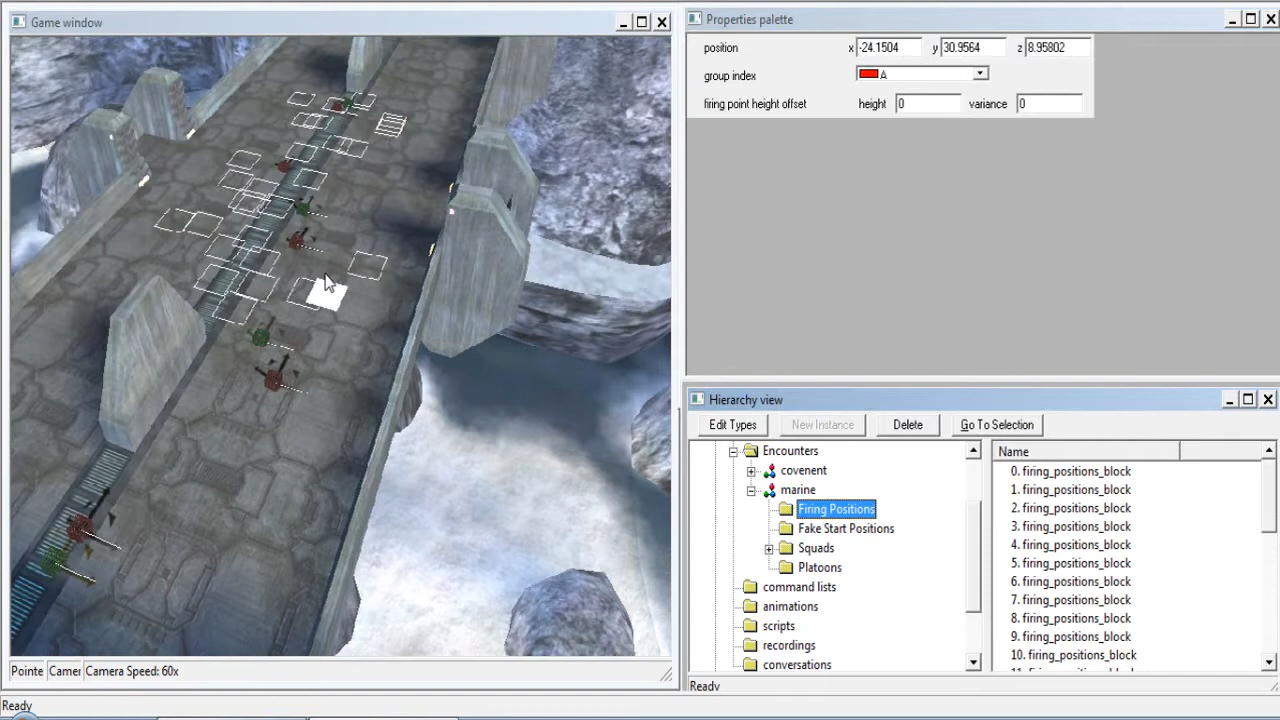 Game window
Pointe Camer Camera Speed: 60x
Ready
Properties palette
position x -24.1504 y 30.9564 z 8.95802
group index A
firing point height offset height 0 variance 0
Hierarchy view
Edit Types New Instance Delete Go To Selection
Encounters
covenent
marine
Firing Positions
Fake Start Positions
Squads
Platoons
command lists
animations
scripts
recordings
conversations
Name
0. firing_positions_block
1. firing_positions_block
2. firing_positions_block
3. firing_positions_block
4. firing_positions_block
5. firing_positions_block
6. firing_positions_block
7. firing_positions_block
8. firing_positions_block
9. firing_positions_block
10. firing_positions_block
Ready